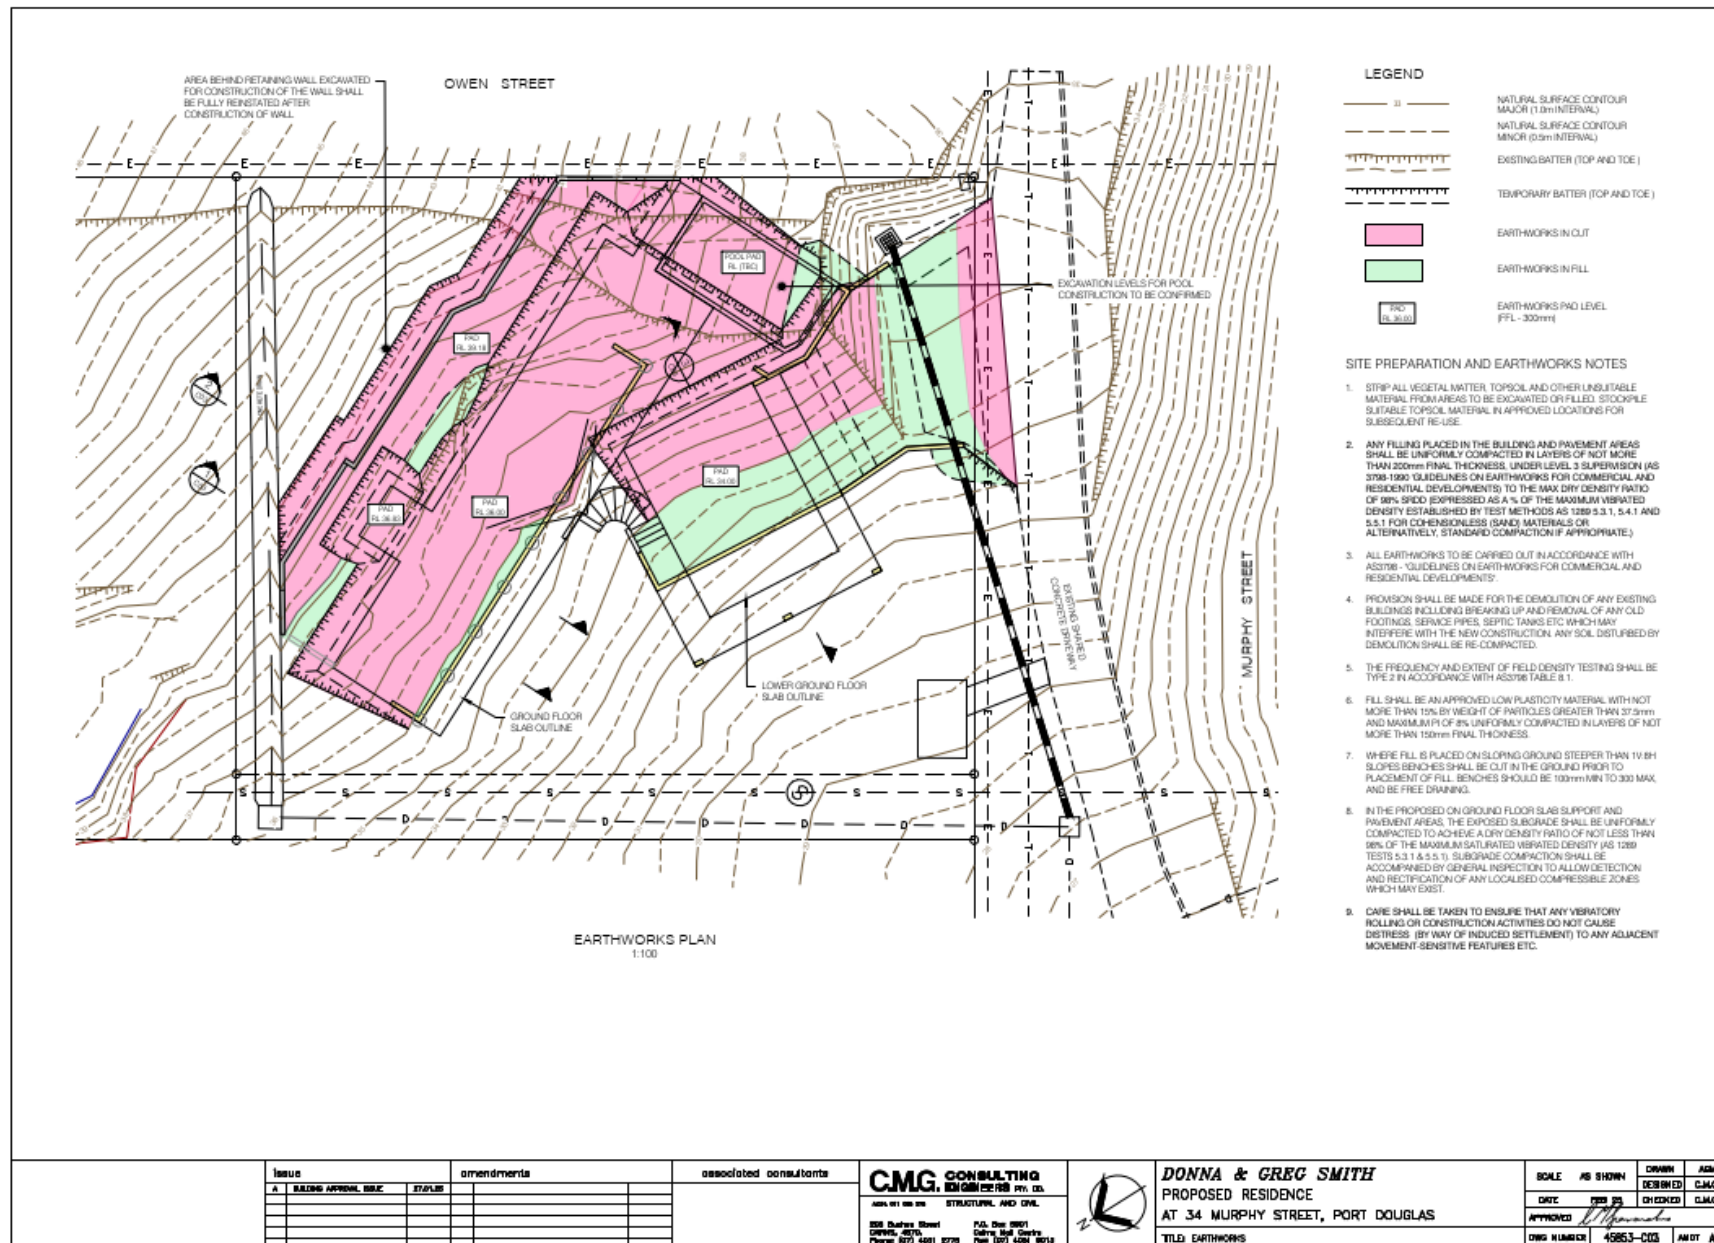 OWEN STREET
AREA BEHIND RETAINING WALL EXCAVATED
FOR CONSTRUCTION OF THE WALL SHALL
BE FULLY REINSTATED AFTER
CONSTRUCTION OF WALL
POOL PAD
RL (TBC)
EXCAVATION LEVELS FOR POOL
CONSTRUCTION TO BE CONFIRMED
PAD
RL 39.18
PAD
RL 36.83
PAD
RL 36.00
PAD
RL 34.00
LOWER GROUND FLOOR
SLAB OUTLINE
GROUND FLOOR
SLAB OUTLINE
EXISTING SHARED
CONCRETE DRIVEWAY
MURPHY STREET
EARTHWORKS PLAN
1:100
LEGEND
NATURAL SURFACE CONTOUR
MAJOR (1.0m INTERVAL)
NATURAL SURFACE CONTOUR
MINOR (0.5m INTERVAL)
EXISTING BATTER (TOP AND TOE )
TEMPORARY BATTER (TOP AND TOE )
EARTHWORKS IN CUT
EARTHWORKS IN FILL
PAD
RL 36.00
EARTHWORKS PAD LEVEL
(FFL - 300mm)
SITE PREPARATION AND EARTHWORKS NOTES
1. STRIP ALL VEGETAL MATTER, TOPSOIL AND OTHER UNSUITABLE
MATERIAL FROM AREAS TO BE EXCAVATED OR FILLED. STOCKPILE
SUITABLE TOPSOIL MATERIAL IN APPROVED LOCATIONS FOR
SUBSEQUENT RE-USE.
2. ANY FILLING PLACED IN THE BUILDING AND PAVEMENT AREAS
SHALL BE UNIFORMLY COMPACTED IN LAYERS OF NOT MORE
THAN 200mm FINAL THICKNESS, UNDER LEVEL 3 SUPERVISION (AS
3798-1990 'GUIDELINES ON EARTHWORKS FOR COMMERCIAL AND
RESIDENTIAL DEVELOPMENTS) TO THE MAX DRY DENSITY RATIO
OF 98% SRDD (EXPRESSED AS A % OF THE MAXIMUM VIBRATED
DENSITY ESTABLISHED BY TEST METHODS AS 1289 5.3.1, 5.4.1 AND
5.5.1 FOR COHENSIONLESS (SAND) MATERIALS OR
ALTERNATIVELY, STANDARD COMPACTION IF APPROPRIATE.)
3. ALL EARTHWORKS TO BE CARRIED OUT IN ACCORDANCE WITH
AS3798 - 'GUIDELINES ON EARTHWORKS FOR COMMERCIAL AND
RESIDENTIAL DEVELOPMENTS'.
4. PROVISION SHALL BE MADE FOR THE DEMOLITION OF ANY EXISTING
BUILDINGS INCLUDING BREAKING UP AND REMOVAL OF ANY OLD
FOOTINGS, SERVICE PIPES, SEPTIC TANKS ETC WHICH MAY
INTERFERE WITH THE NEW CONSTRUCTION. ANY SOIL DISTURBED BY
DEMOLITION SHALL BE RE-COMPACTED.
5. THE FREQUENCY AND EXTENT OF FIELD DENSITY TESTING SHALL BE
TYPE 2 IN ACCORDANCE WITH AS3798 TABLE 8.1.
6. FILL SHALL BE AN APPROVED LOW PLASTICITY MATERIAL WITH NOT
MORE THAN 15% BY WEIGHT OF PARTICLES GREATER THAN 37.5mm
AND MAXIMUM PI OF 8% UNIFORMLY COMPACTED IN LAYERS OF NOT
MORE THAN 150mm FINAL THICKNESS.
7. WHERE FILL IS PLACED ON SLOPING GROUND STEEPER THAN 1V:8H
SLOPES BENCHES SHALL BE CUT IN THE GROUND PRIOR TO
PLACEMENT OF FILL. BENCHES SHOULD BE 100mm MIN TO 300 MAX,
AND BE FREE DRAINING.
8. IN THE PROPOSED ON GROUND FLOOR SLAB SUPPORT AND
PAVEMENT AREAS, THE EXPOSED SUBGRADE SHALL BE UNIFORMLY
COMPACTED TO ACHIEVE A DRY DENSITY RATIO OF NOT LESS THAN
98% OF THE MAXIMUM SATURATED VIBRATED DENSITY (AS 1289
TESTS 5.3.1 & 5.5.1). SUBGRADE COMPACTION SHALL BE
ACCOMPANIED BY GENERAL INSPECTION TO ALLOW DETECTION
AND RECTIFICATION OF ANY LOCALISED COMPRESSIBLE ZONES
WHICH MAY EXIST.
9. CARE SHALL BE TAKEN TO ENSURE THAT ANY VIBRATORY
ROLLING OR CONSTRUCTION ACTIVITIES DO NOT CAUSE
DISTRESS (BY WAY OF INDUCED SETTLEMENT) TO ANY ADJACENT
MOVEMENT-SENSITIVE FEATURES ETC.
issue
amendments
associated consultants
A BUILDING APPROVAL ISSUE
C.M.G. CONSULTING
ENGINEERS PTY. LTD.
STRUCTURAL AND CIVIL
DONNA & GREG SMITH
PROPOSED RESIDENCE
AT 34 MURPHY STREET, PORT DOUGLAS
TITLE: EARTHWORKS
SCALE AS SHOWN
DRAWN
DESIGNED
DATE
CHECKED
APPROVED
DWG NUMBER 45853-C03 AMDT A